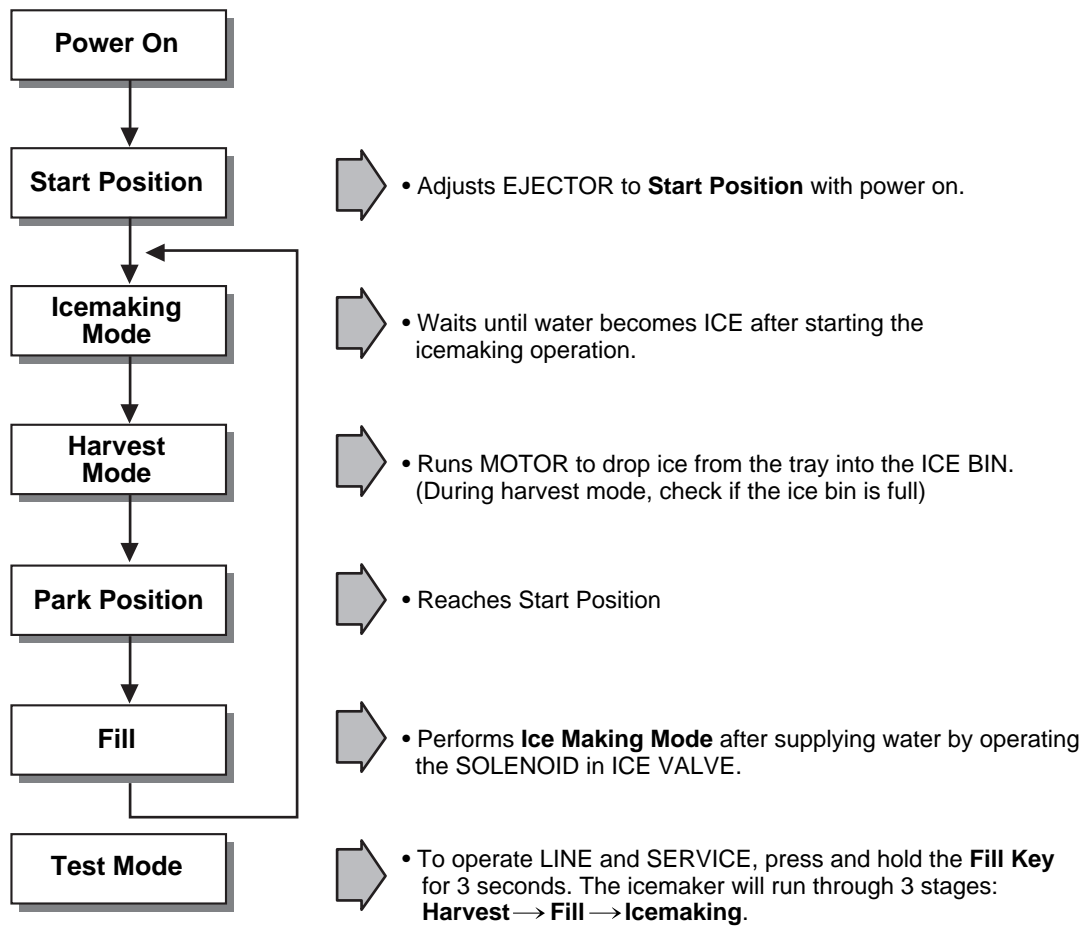 Power On
Start Position
• Adjusts EJECTOR to Start Position with power on.
Icemaking
Mode
• Waits until water becomes ICE after starting the
icemaking operation.
Harvest
Mode
• Runs MOTOR to drop ice from the tray into the ICE BIN.
(During harvest mode, check if the ice bin is full)
Park Position
• Reaches Start Position
Fill
• Performs Ice Making Mode after supplying water by operating
the SOLENOID in ICE VALVE.
Test Mode
• To operate LINE and SERVICE, press and hold the Fill Key
for 3 seconds. The icemaker will run through 3 stages:
Harvest → Fill → Icemaking.